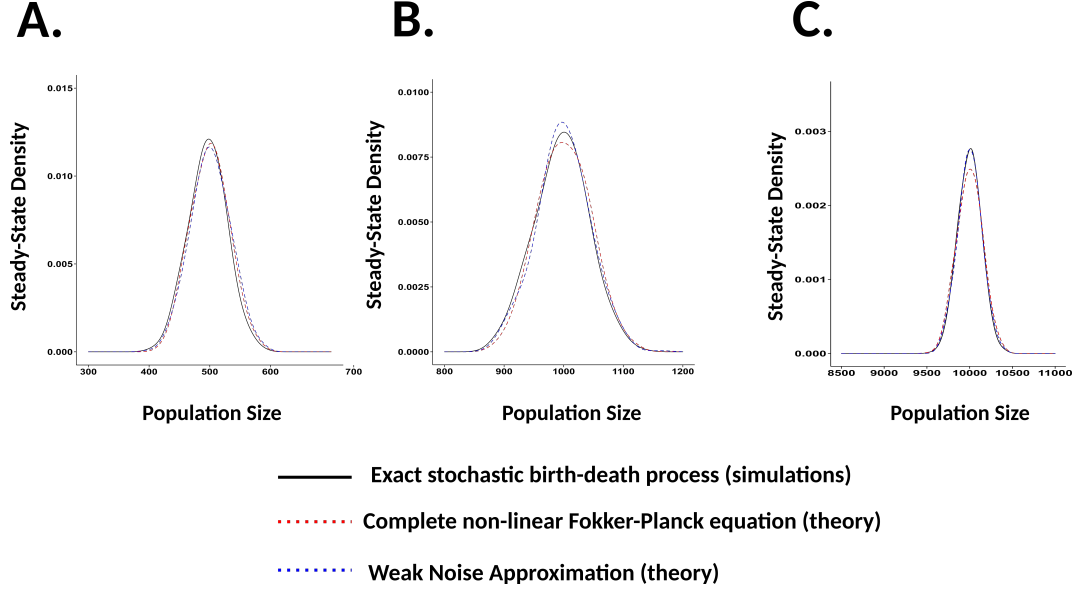 A.
B.
C.
Steady-State Density
0.015
0.010
0.005
0.000
300 400 500 600 700
Population Size
Steady-State Density
0.0100
0.0075
0.0050
0.0025
0.0000
800 900 1000 1100 1200
Population Size
Steady-State Density
0.003
0.002
0.001
0.000
8500 9000 9500 10000 10500 11000
Population Size
Exact stochastic birth-death process (simulations)
Complete non-linear Fokker-Planck equation (theory)
Weak Noise Approximation (theory)